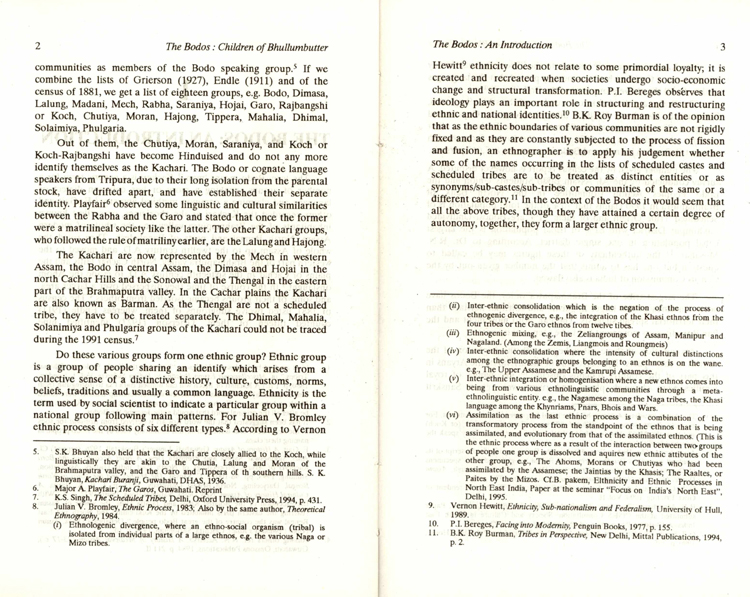 2
The Bodos : Children of Bhullumbutter
communities as members of the Bodo speaking group.5 If we
combine the lists of Grierson (1927), Endle (1911) and of the
census of 1881, we get a list of eighteen groups, e.g. Bodo, Dimasa,
Lalung, Madani, Mech, Rabha, Saraniya, Hojai, Garo, Rajbangshi
or Koch, Chutiya, Moran, Hajong, Tippera, Mahalia, Dhimal,
Solaimiya, Phulgaria.
Out of them, the Chutiya, Moran, Saraniya, and Koch or
Koch-Rajbangshi have become Hinduised and do not any more
identify themselves as the Kachari. The Bodo or cognate language
speakers from Tripura, due to their long isolation from the parental
stock, have drifted apart, and have established their separate
identity. Playfair6 observed some linguistic and cultural similarities
between the Rabha and the Garo and stated that once the former
were a matrilineal society like the latter. The other Kachari groups,
who followed the rule of matriliny earlier, are the Lalung and Hajong.
The Kachari are now represented by the Mech in western
Assam, the Bodo in central Assam, the Dimasa and Hojai in the
north Cachar Hills and the Sonowal and the Thengal in the eastern
part of the Brahmaputra valley. In the Cachar plains the Kachari
are also known as Barman. As the Thengal are not a scheduled
tribe, they have to be treated separately. The Dhimal, Mahalia,
Solanimiya and Phulgaria groups of the Kachari could not be traced
during the 1991 census.7
Do these various groups form one ethnic group? Ethnic group
is a group of people sharing an identify which arises from a
collective sense of a distinctive history, culture, customs, norms,
beliefs, traditions and usually a common language. Ethnicity is the
term used by social scientist to indicate a particular group within a
national group following main patterns. For Julian V. Bromley
ethnic process consists of six different types.8 According to Vernon
5. S.K. Bhuyan also held that the Kachari are closely allied to the Koch, while
linguistically they are akin to the Chutia, Lalung and Moran of the
Brahmaputra valley, and the Garo and Tippera of th southern hills. S. K.
Bhuyan, Kachari Buranji, Guwahati, DHAS, 1936.
6. Major A. Playfair, The Garos, Guwahati. Reprint
7. K.S. Singh, The Scheduled Tribes, Delhi, Oxford University Press, 1994, p. 431.
8. Julian V. Bromley, Ethnic Process, 1983; Also by the same author, Theoretical
Ethnography, 1984.
(i) Ethnologenic divergence, where an ethno-social organism (tribal) is
isolated from individual parts of a large ethnos, e.g. the various Naga or
Mizo tribes.
The Bodos : An Introduction
3
Hewitt9 ethnicity does not relate to some primordial loyalty; it is
created and recreated when societies undergo socio-economic
change and structural transformation. P.I. Bereges observes that
ideology plays an important role in structuring and restructuring
ethnic and national identities.10 B.K. Roy Burman is of the opinion
that as the ethnic boundaries of various communities are not rigidly
fixed and as they are constantly subjected to the process of fission
and fusion, an ethnographer is to apply his judgement whether
some of the names occurring in the lists of scheduled castes and
scheduled tribes are to be treated as distinct entities or as
synonyms/sub-castes/sub-tribes or communities of the same or a
different category.11 In the context of the Bodos it would seem that
all the above tribes, though they have attained a certain degree of
autonomy, together, they form a larger ethnic group.
(ii) Inter-ethnic consolidation which is the negation of the process of
ethnogenic divergence, e.g., the integration of the Khasi ethnos from the
four tribes or the Garo ethnos from twelve tribes.
(iii) Ethnogenic mixing, e.g., the Zeliangrongs of Assam, Manipur and
Nagaland. (Among the Zemis, Liangmois and Roungmeis)
(iv) Inter-ethnic consolidation where the intensity of cultural distinctions
among the ethnographic groups belonging to an ethnos is on the wane.
e.g., The Upper Assamese and the Kamrupi Assamese.
(v) Inter-ethnic integration or homogenisation where a new ethnos comes into
being from various ethnolinguistic communities through a meta-
ethnolinguistic entity. e.g., the Nagamese among the Naga tribes, the Khasi
language among the Khyniriams, Pnars, Bhois and Wars.
(vi) Assimilation as the last ethnic process is a combination of the
transformatory process from the standpoint of the ethnos that is being
assimilated, and evolutionary from that of the assimilated ethnos. (This is
the ethnic process where as a result of the interaction between two groups
of people one group is dissolved and aquires new ethnic attibutes of the
other group, e.g., The Ahoms, Morans or Chutiyas who had been
assimilated by the Assamese; the Jaintias by the Khasis; The Raaltes, or
Paites by the Mizos. Cf.B. pakem, Elthnicity and Ethnic Processes in
North East India, Paper at the seminar "Focus on India's North East",
Delhi, 1995.
9. Vernon Hewitt, Ethnicity, Sub-nationalism and Federalism, University of Hull,
1989.
10. P.I. Bereges, Facing into Modernity, Penguin Books, 1977, p. 155.
11. B.K. Roy Burman, Tribes in Perspective, New Delhi, Mittal Publications, 1994,
p. 2.